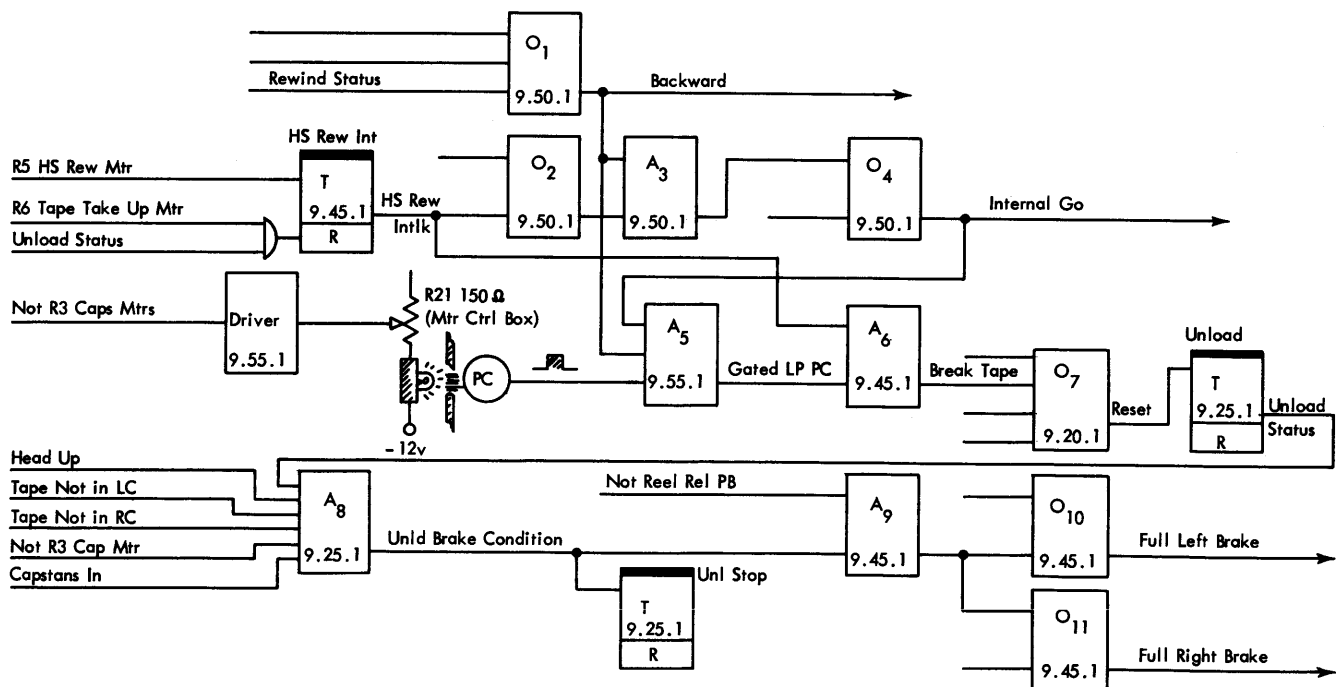 O1
9.50.1
Rewind Status
Backward
HS Rew Int
R5 HS Rew Mtr
T
9.45.1
R
R6 Tape Take Up Mtr
Unload Status
HS Rew
Intlk
O2
9.50.1
A3
9.50.1
O4
9.50.1
Internal Go
Not R3 Caps Mtrs
Driver
9.55.1
R21 150 Ω
(Mtr Ctrl Box)
PC
- 12v
A5
9.55.1
Gated LP PC
A6
9.45.1
Break Tape
O7
9.20.1
Reset
Unload
T
9.25.1
R
Unload
Status
Head Up
Tape Not in LC
Tape Not in RC
Not R3 Cap Mtr
Capstans In
A8
9.25.1
Unld Brake Condition
Unl Stop
T
9.25.1
R
Not Reel Rel PB
A9
9.45.1
O10
9.45.1
Full Left Brake
O11
9.45.1
Full Right Brake